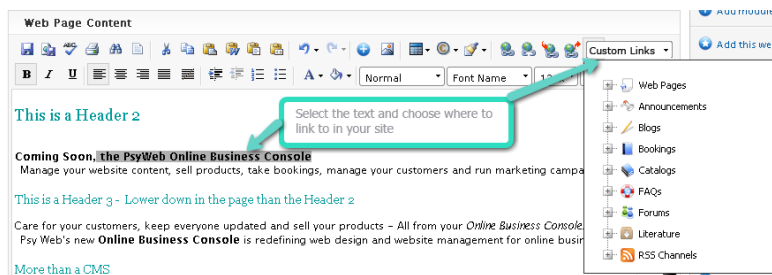 Web Page Content
Add module
Custom Links
Add this we
B I U
A
Normal
Font Name
Web Pages
This is a Header 2
Select the text and choose where to
link to in your site
Announcements
Blogs
Coming Soon, the PsyWeb Online Business Console
Bookings
Manage your website content, sell products, take bookings, manage your customers and run marketing campa
Catalogs
This is a Header 3 - Lower down in the page than the Header 2
FAQs
Forums
Care for your customers, keep everyone updated and sell your products – All from your Online Business Console.
Psy Web's new Online Business Console is redefining web design and website management for online busin
Literature
RSS Channels
More than a CMS